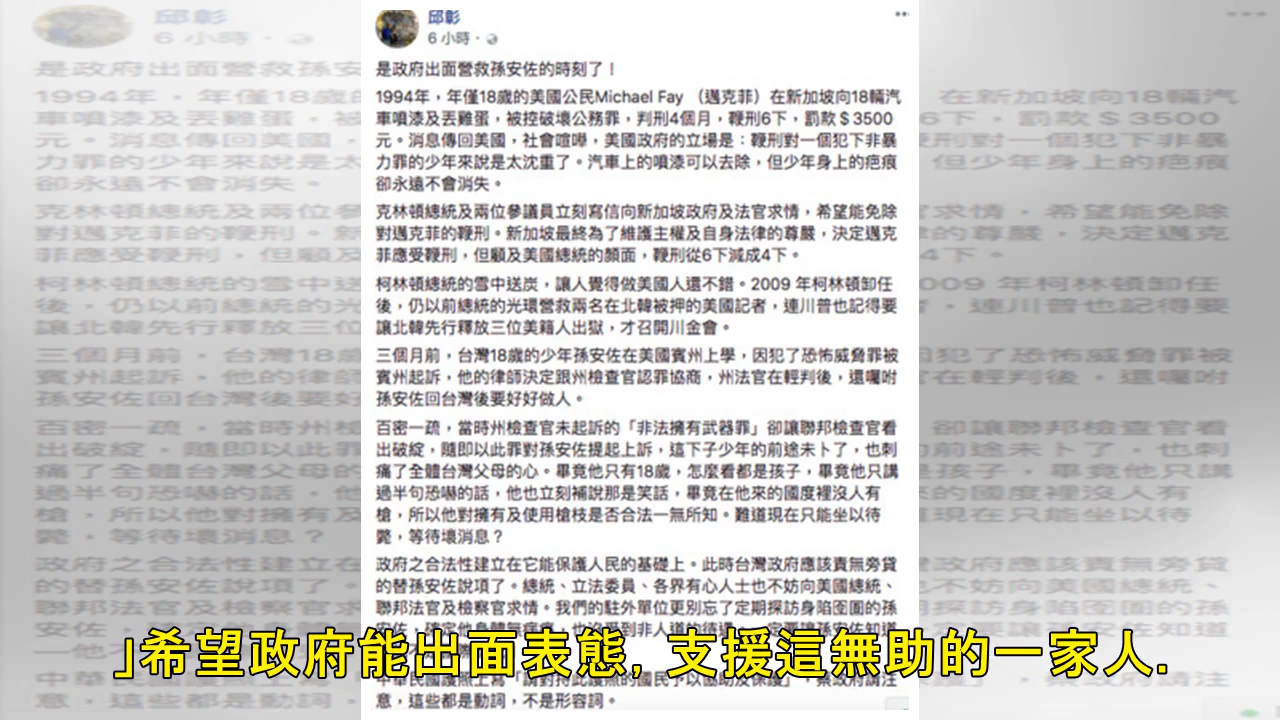 邱彰
6 小時·
是政府出面營救孫安佐的時刻了！
1994年，年僅18歲的美國公民Michael Fay （邁克菲）在新加坡向18輛汽
車噴漆及丟雞蛋，被控破壞公務罪，判刑4個月，鞭刑6下，罰款＄3500
元。消息傳回美國，社會喧嘩，美國政府的立場是：鞭刑對一個犯下非暴
力罪的少年來說是太沈重了。汽車上的噴漆可以去除，但少年身上的疤痕
卻永遠不會消失。
克林頓總統及兩位參議員立刻寫信向新加坡政府及法官求情，希望能免除
對邁克菲的鞭刑。新加坡最終為了維護主權及自身法律的尊嚴，決定邁克
菲應受鞭刑，但顧及美國總統的顏面，鞭刑從6下減成4下。
柯林頓總統的雪中送炭，讓人覺得做美國人還不錯。2009 年柯林頓卸任
後，仍以前總統的光環營救兩名在北韓被押的美國記者，連川普也記得要
讓北韓先行釋放三位美籍人出獄，才召開川金會。
三個月前，台灣18歲的少年孫安佐在美國賓州上學，因犯了恐怖威脅罪被
賓州起訴，他的律師決定跟州檢查官認罪協商，州法官在輕判後，還囑咐
孫安佐回台灣後要好好做人。
百密一疏，當時州檢查官未起訴的「非法擁有武器罪」卻讓聯邦檢查官看
出破綻，隨即以此罪對孫安佐提起上訴，這下子少年的前途未卜了，也刺
痛了全體台灣父母的心。畢竟他只有18歲，怎麼看都是孩子，畢竟他只講
過半句恐嚇的話，他也立刻補說那是笑話，畢竟在他來的國度裡沒人有
槍，所以他對擁有及使用槍枝是否合法一無所知。難道現在只能坐以待
斃，等待壞消息？
政府之合法性建立在它能保護人民的基礎上。此時台灣政府應該責無旁貸
的替孫安佐說項了。總統、立法委員、各界有心人士也不妨向美國總統、
聯邦法官及檢察官求情。我們的駐外單位更別忘了定期探訪身陷囹圄的孫
」希望政府能出面表態, 支援這無助的一家人.
意，這些都是動詞，不是形容詞。